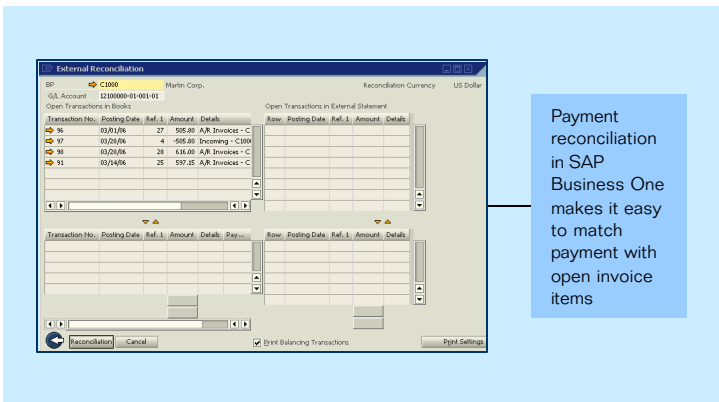 External Reconciliation
BP C1000 Martin Corp. Reconciliation Currency US Dollar
G/L Account 12100000-01-001-01
Open Transactions in Books Open Transactions in External Statement
Transaction No. Posting Date Ref. 1 Amount Details Row Posting Date Ref. 1 Amount Details
96 03/01/06 27 505.80 A/R Invoices - C
97 03/20/06 4 -505.80 Incoming - C100
98 03/20/06 28 616.00 A/R Invoices - C
91 03/14/06 25 597.15 A/R Invoices - C
Transaction No. Posting Date Ref. 1 Amount Details Pay... Row Posting Date Ref. 1 Amount Details
Reconciliation Cancel Print Balancing Transactions Print Settings
Payment
reconciliation
in SAP
Business One
makes it easy
to match
payment with
open invoice
items